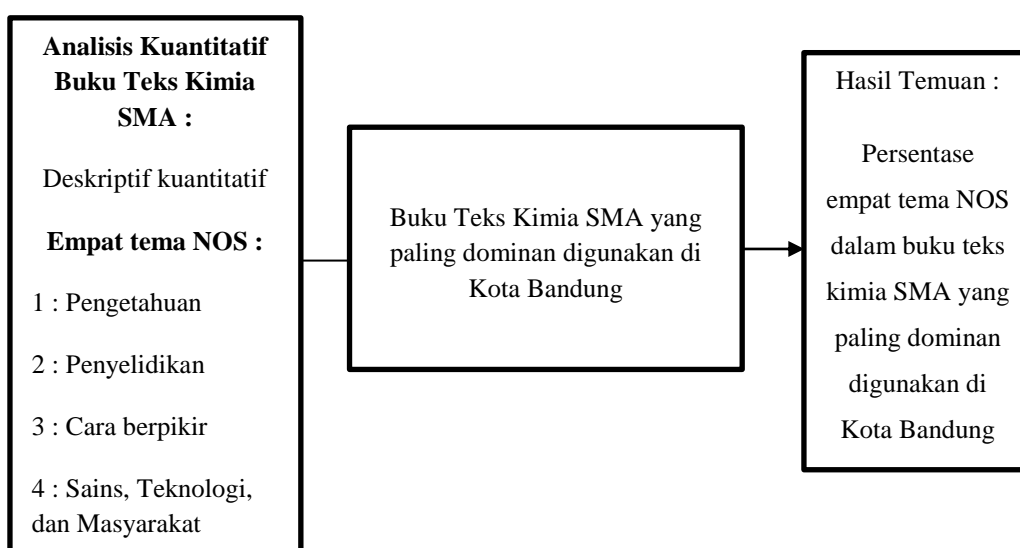 Analisis Kuantitatif
Buku Teks Kimia
SMA :
Deskriptif kuantitatif
Empat tema NOS :
1 : Pengetahuan
2 : Penyelidikan
3 : Cara berpikir
4 : Sains, Teknologi,
dan Masyarakat
Buku Teks Kimia SMA yang
paling dominan digunakan di
Kota Bandung
Hasil Temuan :
Persentase
empat tema NOS
dalam buku teks
kimia SMA yang
paling dominan
digunakan di
Kota Bandung